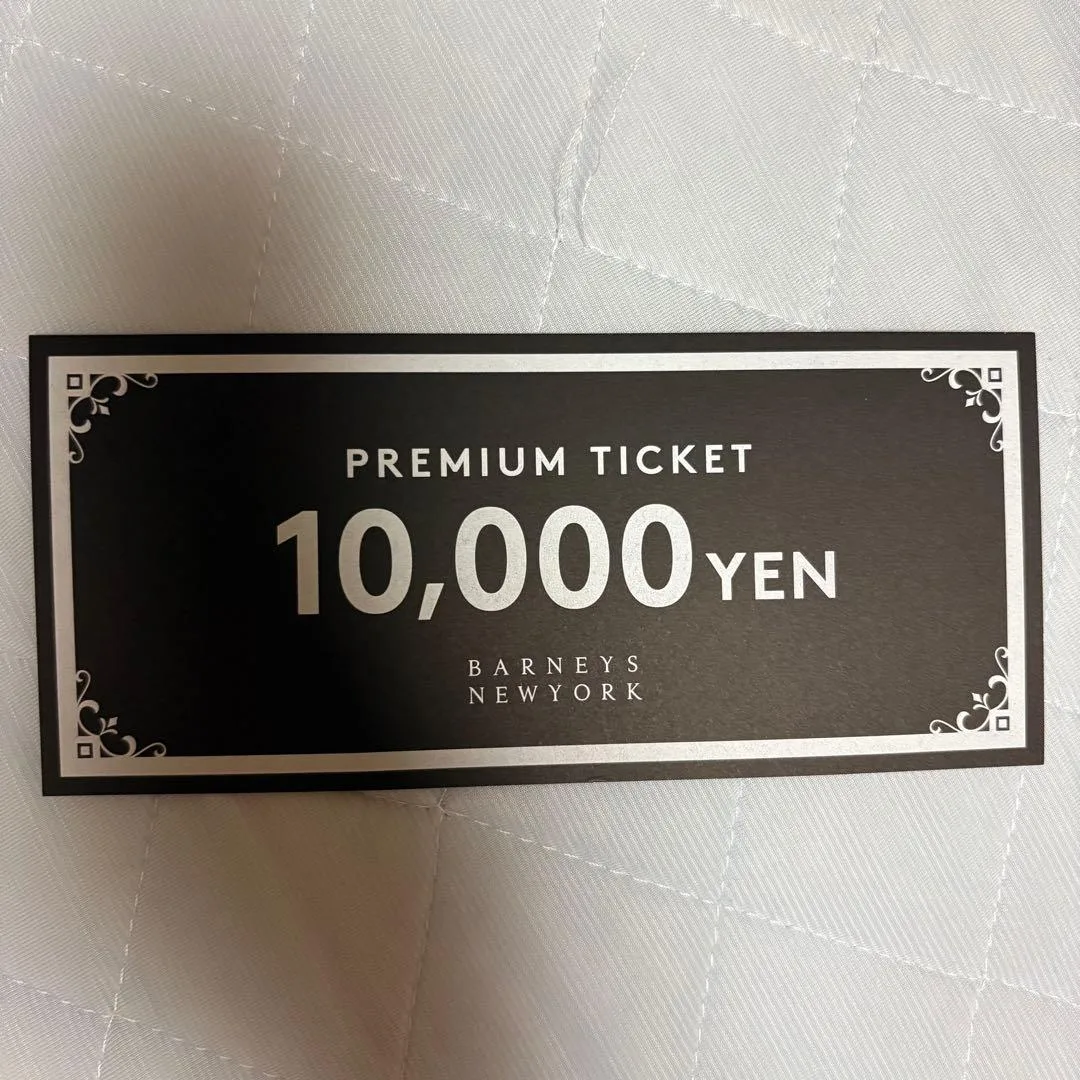 PREMIUM TICKET
10,000 YEN
BARNEYS
NEWYORK